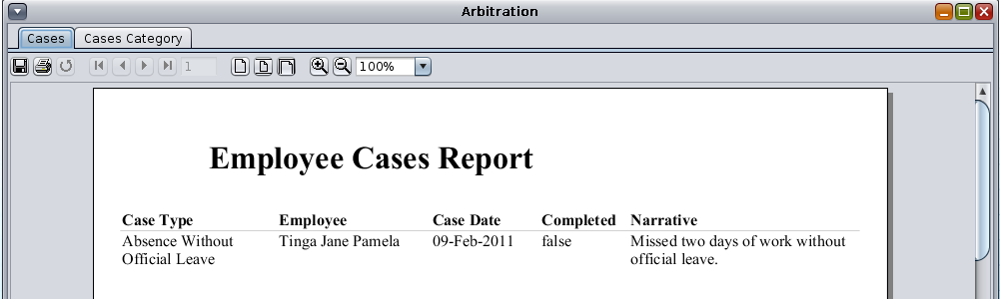 Arbitration
Cases Cases Category
1 100%
Employee Cases Report
Case Type Employee Case Date Completed Narrative
Absence Without Tinga Jane Pamela 09-Feb-2011 false Missed two days of work without
Official Leave official leave.